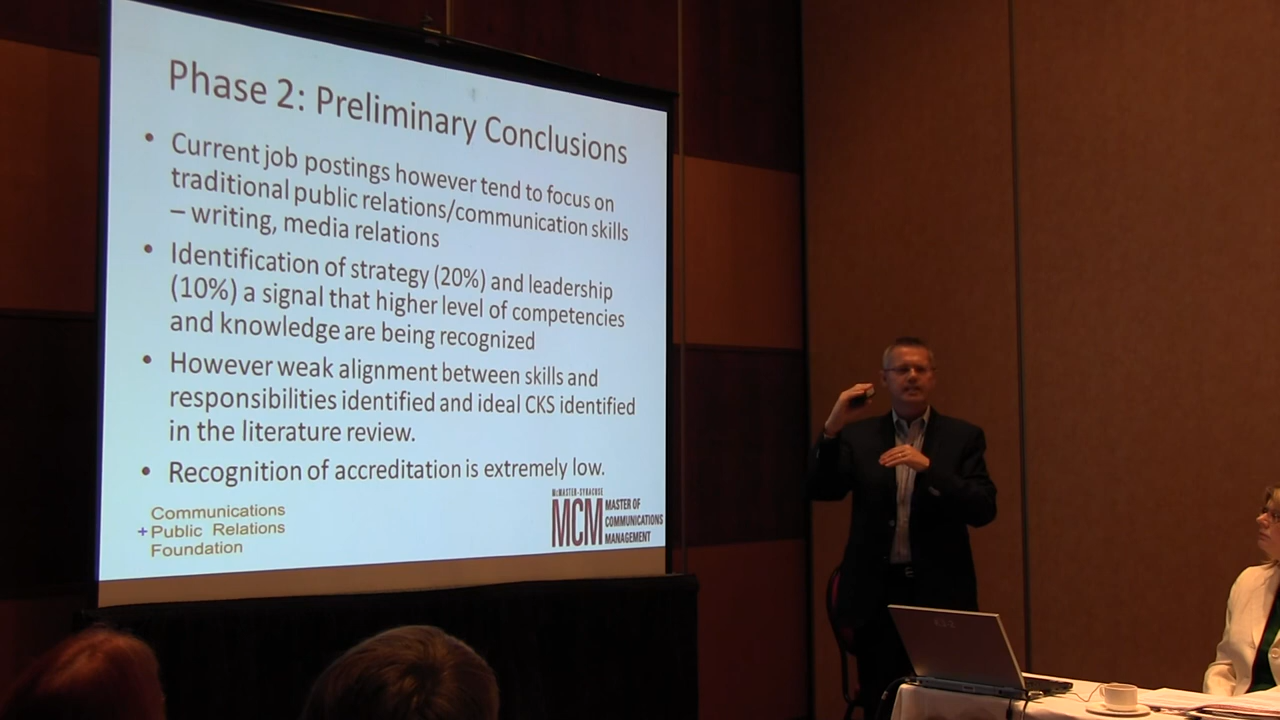 Phase 2: Preliminary Conclusions
• Current job postings however tend to focus on
traditional public relations/communication skills
– writing, media relations
• Identification of strategy (20%) and leadership
(10%) a signal that higher level of competencies
and knowledge are being recognized
• However weak alignment between skills and
responsibilities identified and ideal CKS identified
in the literature review.
• Recognition of accreditation is extremely low.
Communications
+Public Relations
Foundation
McMASTER-SYRACUSE
MCM
MASTER OF
COMMUNICATIONS
MANAGEMENT